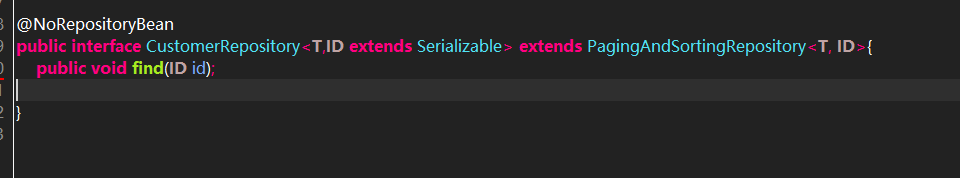 @NoRepositoryBean
public interface CustomerRepository<T,ID extends Serializable> extends PagingAndSortingRepository<T, ID>{
public void find(ID id);
}